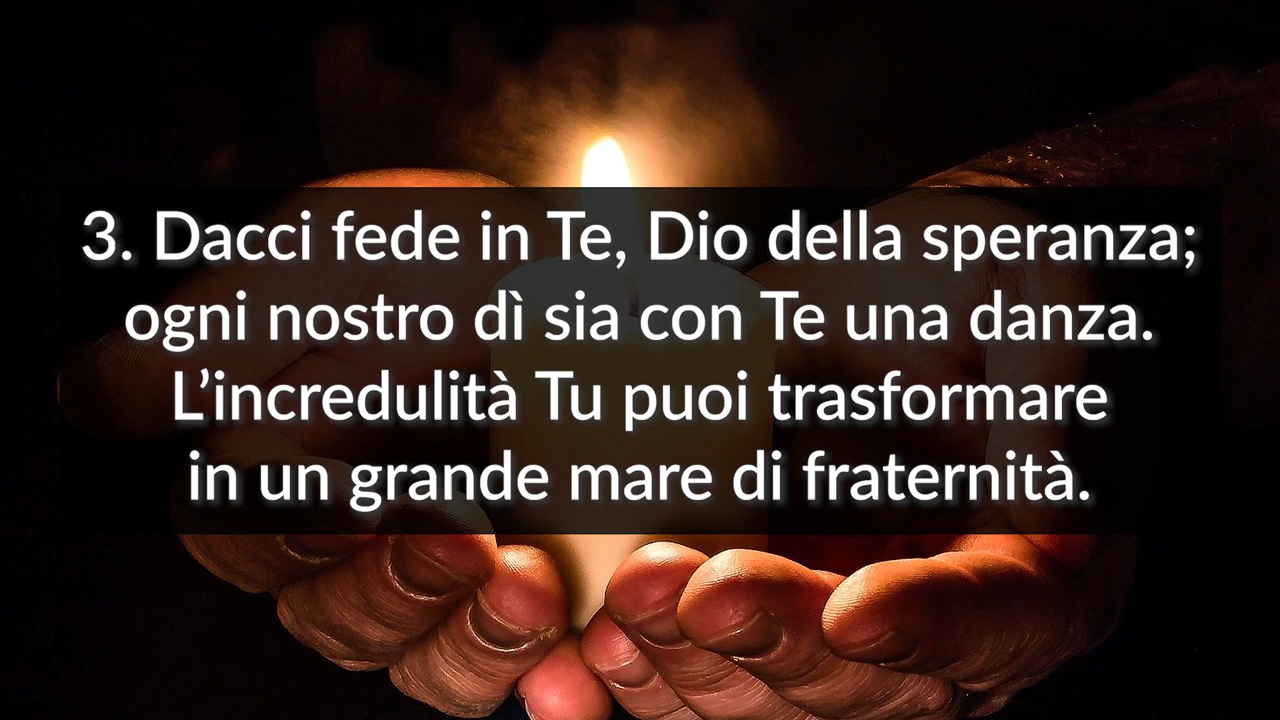 3. Dacci fede in Te, Dio della speranza;
ogni nostro dì sia con Te una danza.
L’incredulità Tu puoi trasformare
in un grande mare di fraternità.